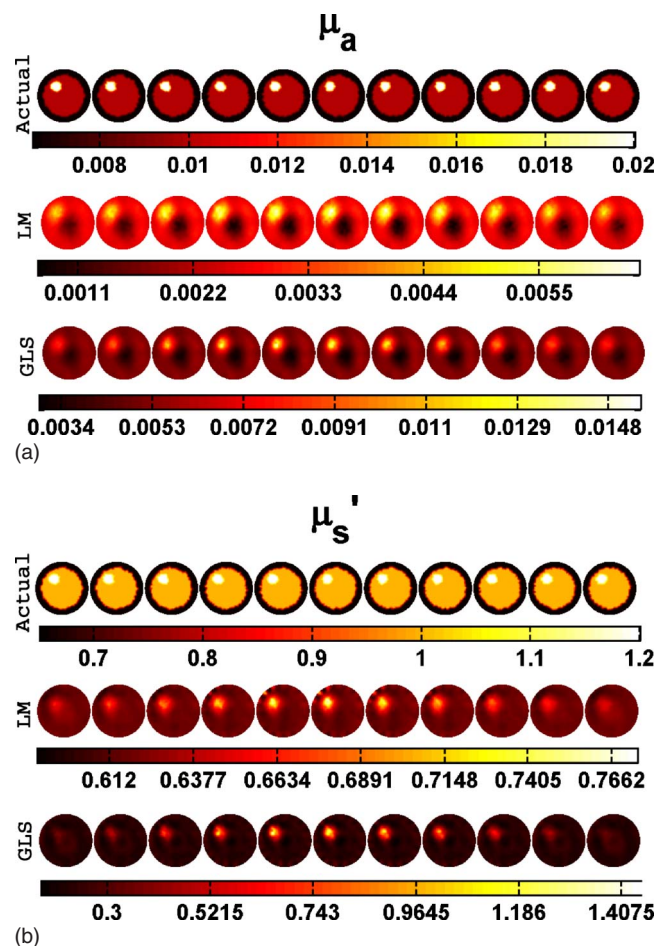 μa
Actual
0.008 0.01 0.012 0.014 0.016 0.018 0.02
LM
0.0011 0.0022 0.0033 0.0044 0.0055
GLS
0.0034 0.0053 0.0072 0.0091 0.011 0.0129 0.0148
(a)
μs'
Actual
0.7 0.8 0.9 1 1.1 1.2
LM
0.612 0.6377 0.6634 0.6891 0.7148 0.7405 0.7662
GLS
0.3 0.5215 0.743 0.9645 1.186 1.4075
(b)